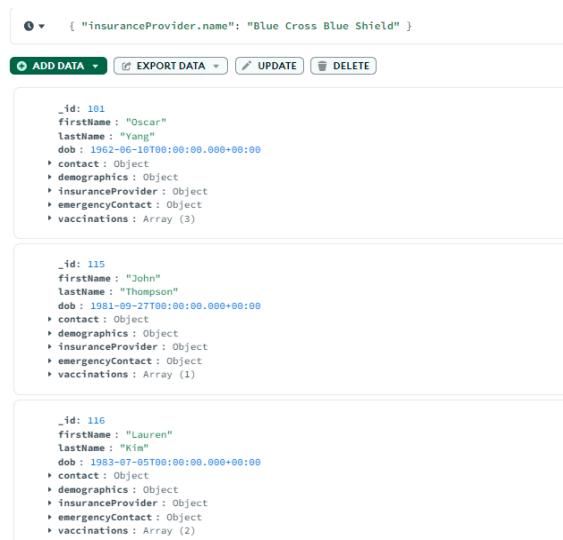 { "insuranceProvider.name": "Blue Cross Blue Shield" }
ADD DATA EXPORT DATA UPDATE DELETE
_id: 101
firstName : "Oscar"
lastName : "Yang"
dob : 1962-06-10T00:00:00.000+00:00
contact : Object
demographics : Object
insuranceProvider : Object
emergencyContact : Object
vaccinations : Array (3)
_id: 115
firstName : "John"
lastName : "Thompson"
dob : 1981-09-27T00:00:00.000+00:00
contact : Object
demographics : Object
insuranceProvider : Object
emergencyContact : Object
vaccinations : Array (1)
_id: 116
firstName : "Lauren"
lastName : "Kim"
dob : 1983-07-05T00:00:00.000+00:00
contact : Object
demographics : Object
insuranceProvider : Object
emergencyContact : Object
vaccinations : Array (2)